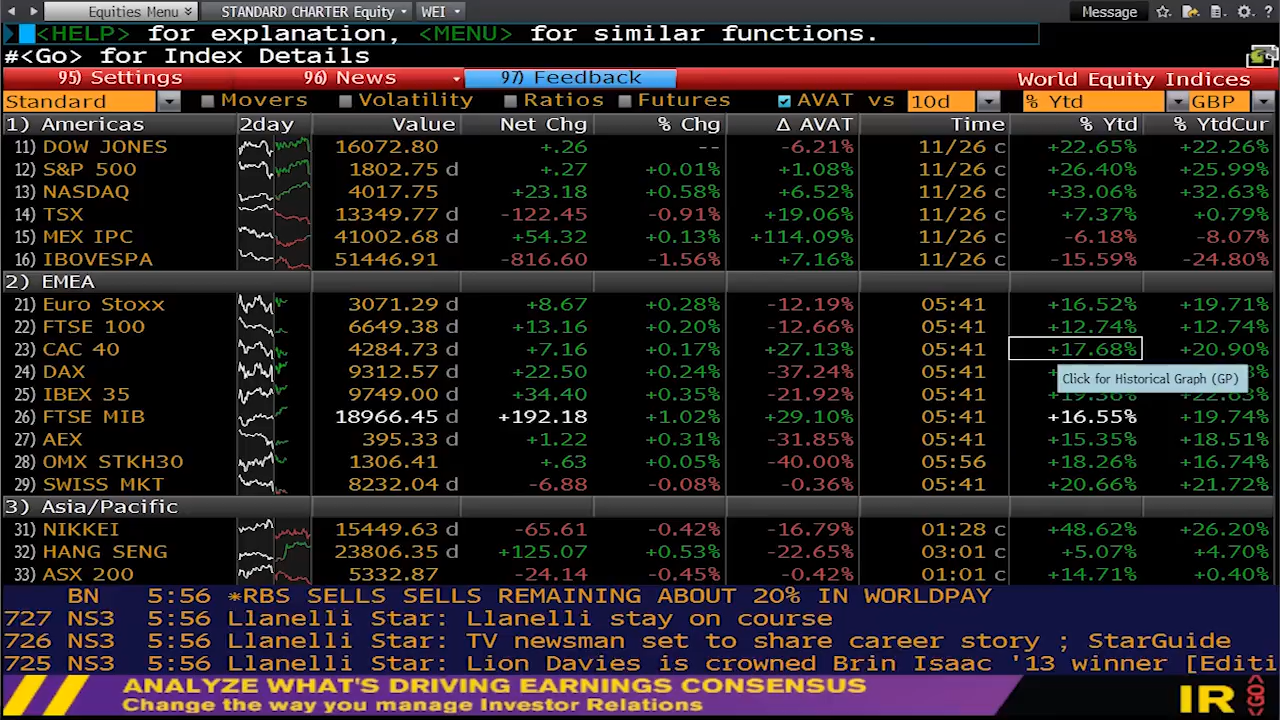 Equities Menu STANDARD CHARTER Equity WEI Message ?
<HELP> for explanation, <MENU> for similar functions.
#<Go> for Index Details
95) Settings 96) News 97) Feedback World Equity Indices
Standard Movers Volatility Ratios Futures AVAT vs 10d % Ytd GBP
1) Americas 2day Value Net Chg % Chg Δ AVAT Time % Ytd % YtdCur
11) DOW JONES 16072.80 +.26 -- -6.21% 11/26 c +22.65% +22.26%
12) S&P 500 1802.75 d +.27 +0.01% +1.08% 11/26 c +26.40% +25.99%
13) NASDAQ 4017.75 +23.18 +0.58% +6.52% 11/26 c +33.06% +32.63%
14) TSX 13349.77 d -122.45 -0.91% +19.06% 11/26 c +7.37% +0.79%
15) MEX IPC 41002.68 d +54.32 +0.13% +114.09% 11/26 c -6.18% -8.07%
16) IBOVESPA 51446.91 -816.60 -1.56% +7.16% 11/26 c -15.59% -24.80%
2) EMEA
21) Euro Stoxx 3071.29 d +8.67 +0.28% -12.19% 05:41 +16.52% +19.71%
22) FTSE 100 6649.38 d +13.16 +0.20% -12.66% 05:41 +12.74% +12.74%
23) CAC 40 4284.73 d +7.16 +0.17% +27.13% 05:41 +17.68% +20.90%
24) DAX 9312.57 d +22.50 +0.24% -37.24% 05:41
Click for Historical Graph (GP)
25) IBEX 35 9749.00 d +34.40 +0.35% -21.92% 05:41
26) FTSE MIB 18966.45 d +192.18 +1.02% +29.10% 05:41 +16.55% +19.74%
27) AEX 395.33 d +1.22 +0.31% -31.85% 05:41 +15.35% +18.51%
28) OMX STKH30 1306.41 +.63 +0.05% -40.00% 05:56 +18.26% +16.74%
29) SWISS MKT 8232.04 d -6.88 -0.08% -0.36% 05:41 +20.66% +21.72%
3) Asia/Pacific
31) NIKKEI 15449.63 d -65.61 -0.42% -16.79% 01:28 c +48.62% +26.20%
32) HANG SENG 23806.35 d +125.07 +0.53% -22.65% 03:01 c +5.07% +4.70%
33) ASX 200 5332.87 -24.14 -0.45% -0.42% 01:01 c +14.71% +0.40%
BN 5:56 *RBS SELLS SELLS REMAINING ABOUT 20% IN WORLDPAY
727 NS3 5:56 Llanelli Star: Llanelli stay on course
726 NS3 5:56 Llanelli Star: TV newsman set to share career story ; StarGuide
725 NS3 5:56 Llanelli Star: Lion Davies is crowned Brin Isaac '13 winner [Editi
ANALYZE WHAT'S DRIVING EARNINGS CONSENSUS
Change the way you manage Investor Relations
IR